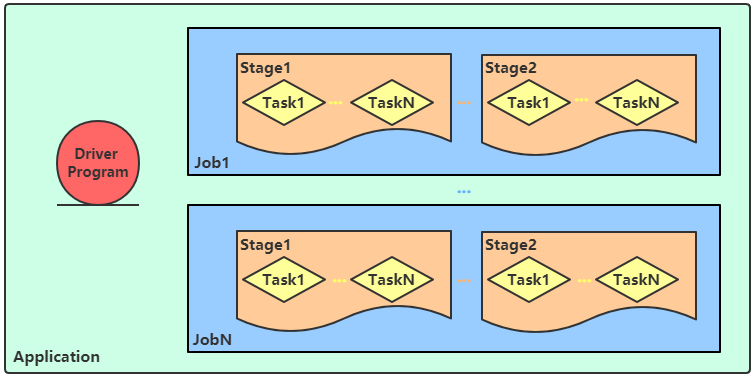 Stage1
Task1
...
TaskN
...
Stage2
Task1
...
TaskN
Job1
Driver
Program
...
Stage1
Task1
...
TaskN
...
Stage2
Task1
...
TaskN
JobN
Application